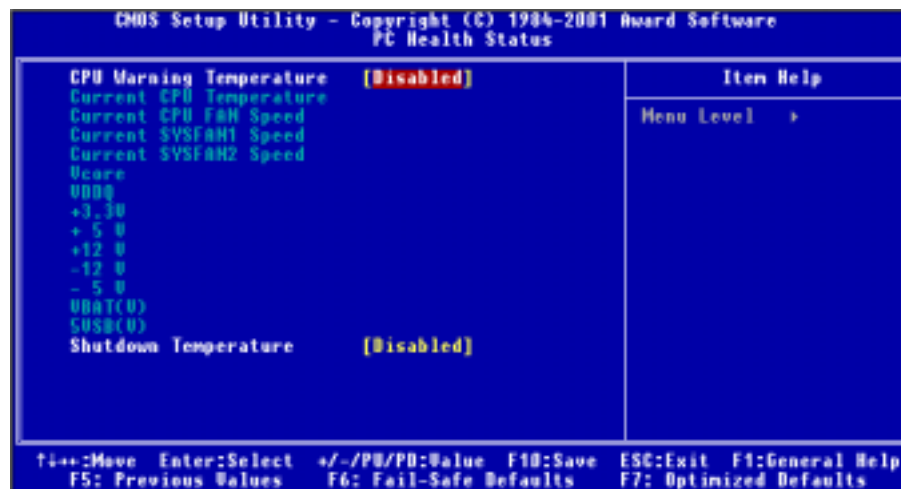 CMOS Setup Utility - Copyright (C) 1984-2001 Award Software
PC Health Status
CPU Warning Temperature [Disabled]
Current CPU Temperature
Current CPU FAN Speed
Current SYSFAN1 Speed
Current SYSFAN2 Speed
Vcore
VDDQ
+3.3V
+ 5 V
+12 V
-12 V
- 5 V
VBAT(V)
5VSB(V)
Shutdown Temperature [Disabled]
Item Help
Menu Level ▸
↑↓→←:Move Enter:Select +/-/PU/PD:Value F10:Save ESC:Exit F1:General Help
F5: Previous Values F6: Fail-Safe Defaults F7: Optimized Defaults